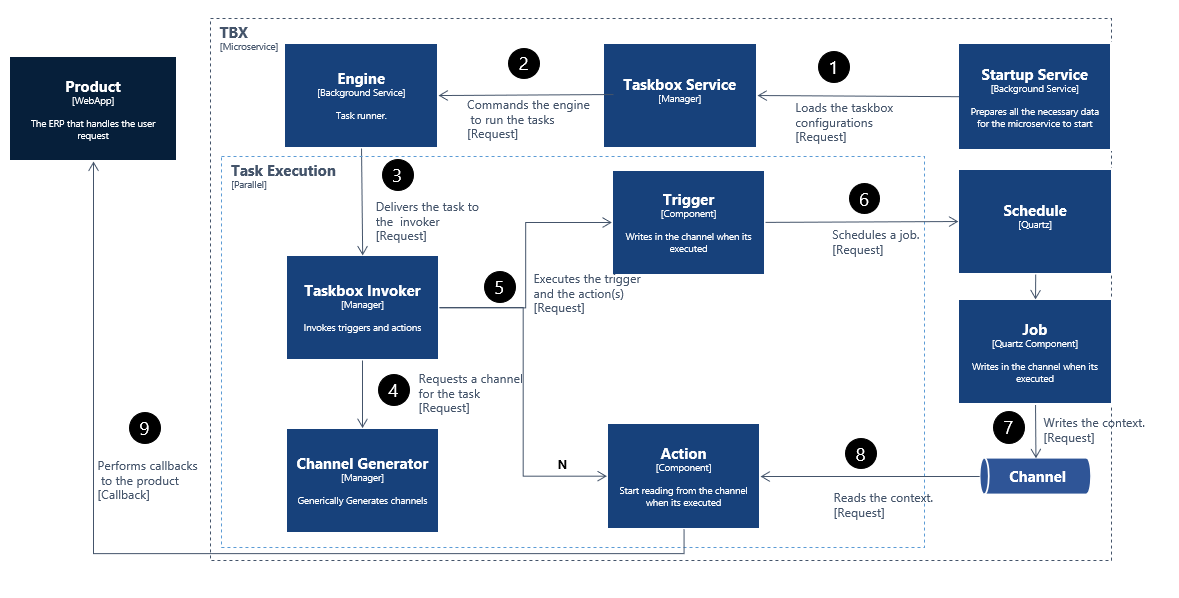 TBX
[Microservice]
Product
[WebApp]
The ERP that handles the user
request
Engine
[Background Service]
Task runner.
2
Commands the engine
to run the tasks
[Request]
Taskbox Service
[Manager]
1
Loads the taskbox
configurations
[Request]
Startup Service
[Background Service]
Prepares all the necessary data
for the microservice to start
Task Execution
[Parallel]
3
Delivers the task to
the invoker
[Request]
Trigger
[Component]
Writes in the channel when its
executed
6
Schedules a job.
[Request]
Schedule
[Quartz]
Taskbox Invoker
[Manager]
Invokes triggers and actions
5
Executes the trigger
and the action(s)
[Request]
Job
[Quartz Component]
Writes in the channel when its
executed
4
Requests a channel
for the task
[Request]
7
Writes the context.
[Request]
9
Performs callbacks
to the product
[Callback]
Channel Generator
[Manager]
Generically Generates channels
N
Action
[Component]
Start reading from the channel
when its executed
8
Reads the context.
[Request]
Channel